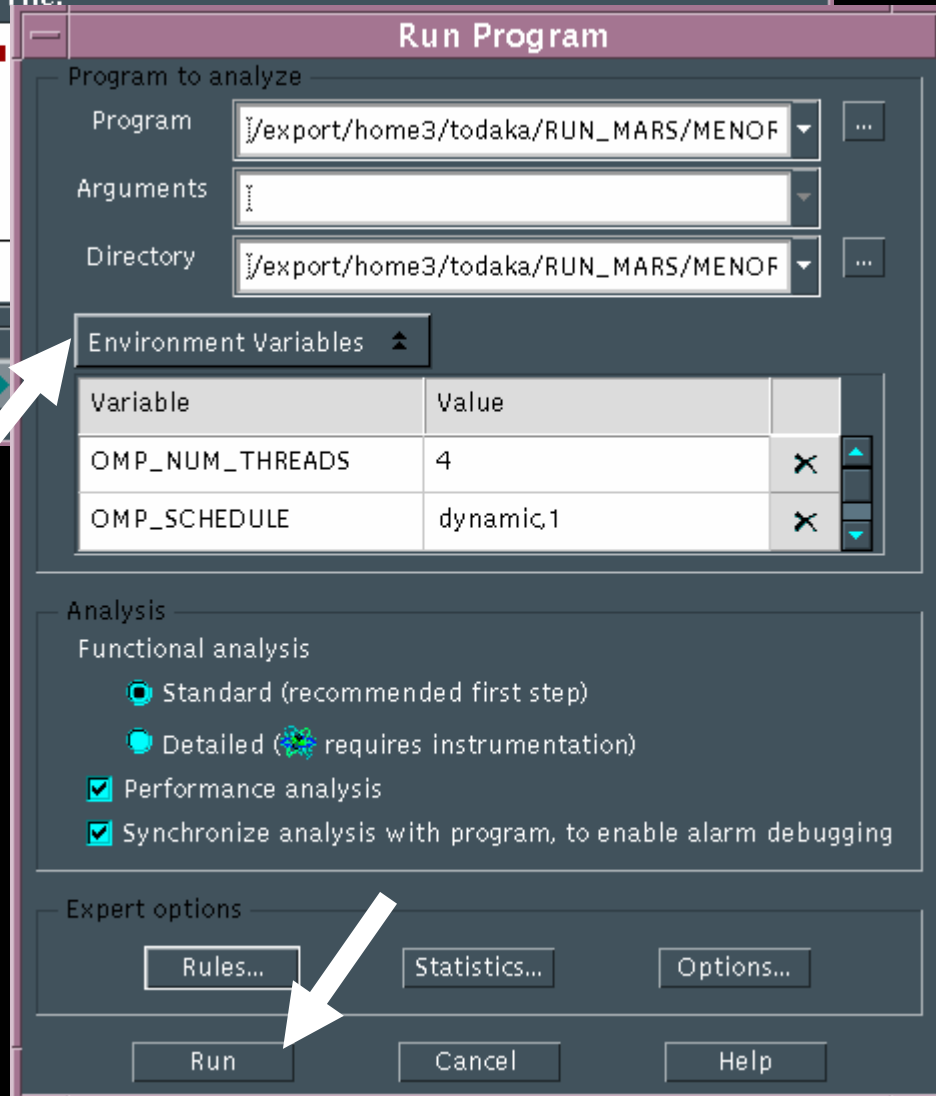 Run Program
Program to analyze
Program /export/home3/todaka/RUN_MARS/MENOR ...
Arguments
Directory /export/home3/todaka/RUN_MARS/MENOR ...
Environment Variables
Variable Value
OMP_NUM_THREADS 4
OMP_SCHEDULE dynamic,1
Analysis
Functional analysis
Standard (recommended first step)
Detailed ( requires instrumentation)
Performance analysis
Synchronize analysis with program, to enable alarm debugging
Expert options
Rules... Statistics... Options...
Run Cancel Help